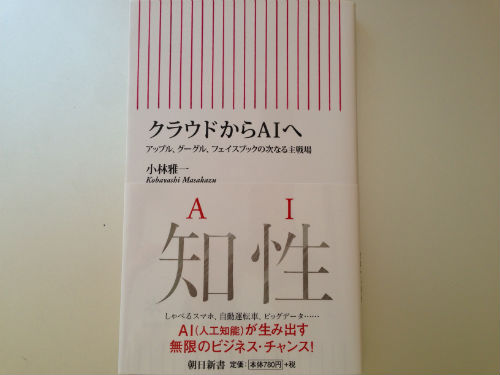 クラウドからAIへ
アップル、グーグル、フェイスブックの次なる主戦場
小林雅一
Kobayashi Masakazu
A I
知性
しゃべるスマホ、自動運転車、ビッグデータ……
AI(人工知能)が生み出す
無限のビジネス・チャンス!
朝日新書 定価:本体780円+税